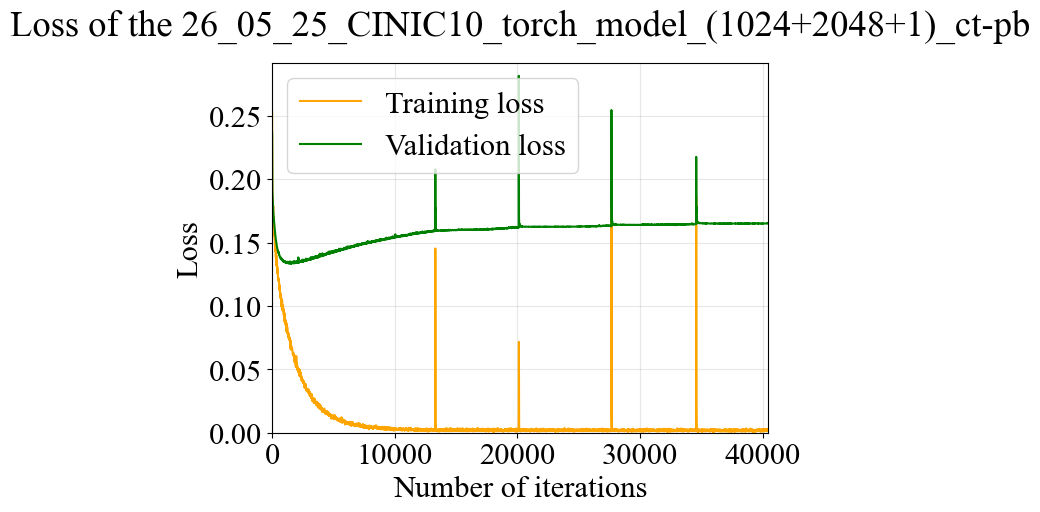 Loss of the 26_05_25_CINIC10_torch_model_(1024+2048+1)_ct-pb
Training loss
Validation loss
Loss
0.25
0.20
0.15
0.10
0.05
0.00
0 10000 20000 30000 40000
Number of iterations